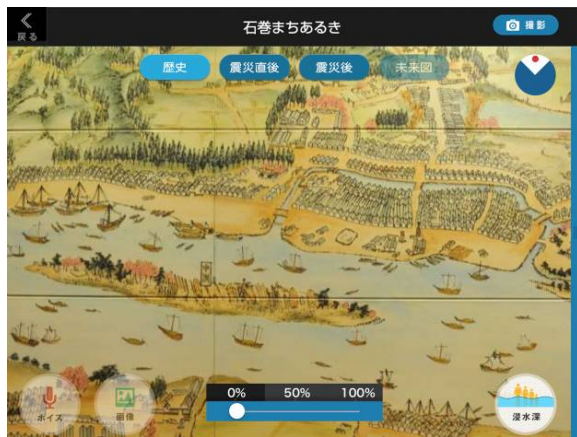 戻る
石巻まちあるき
撮影
歴史
震災直後
震災後
未来図
ボイス
画像
0%
50%
100%
浸水深